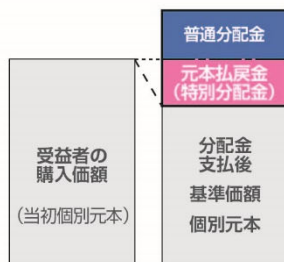 普通分配金
元本払戻金
(特別分配金)
受益者の
購入価額
(当初個別元本)
分配金
支払後
基準価額
個別元本